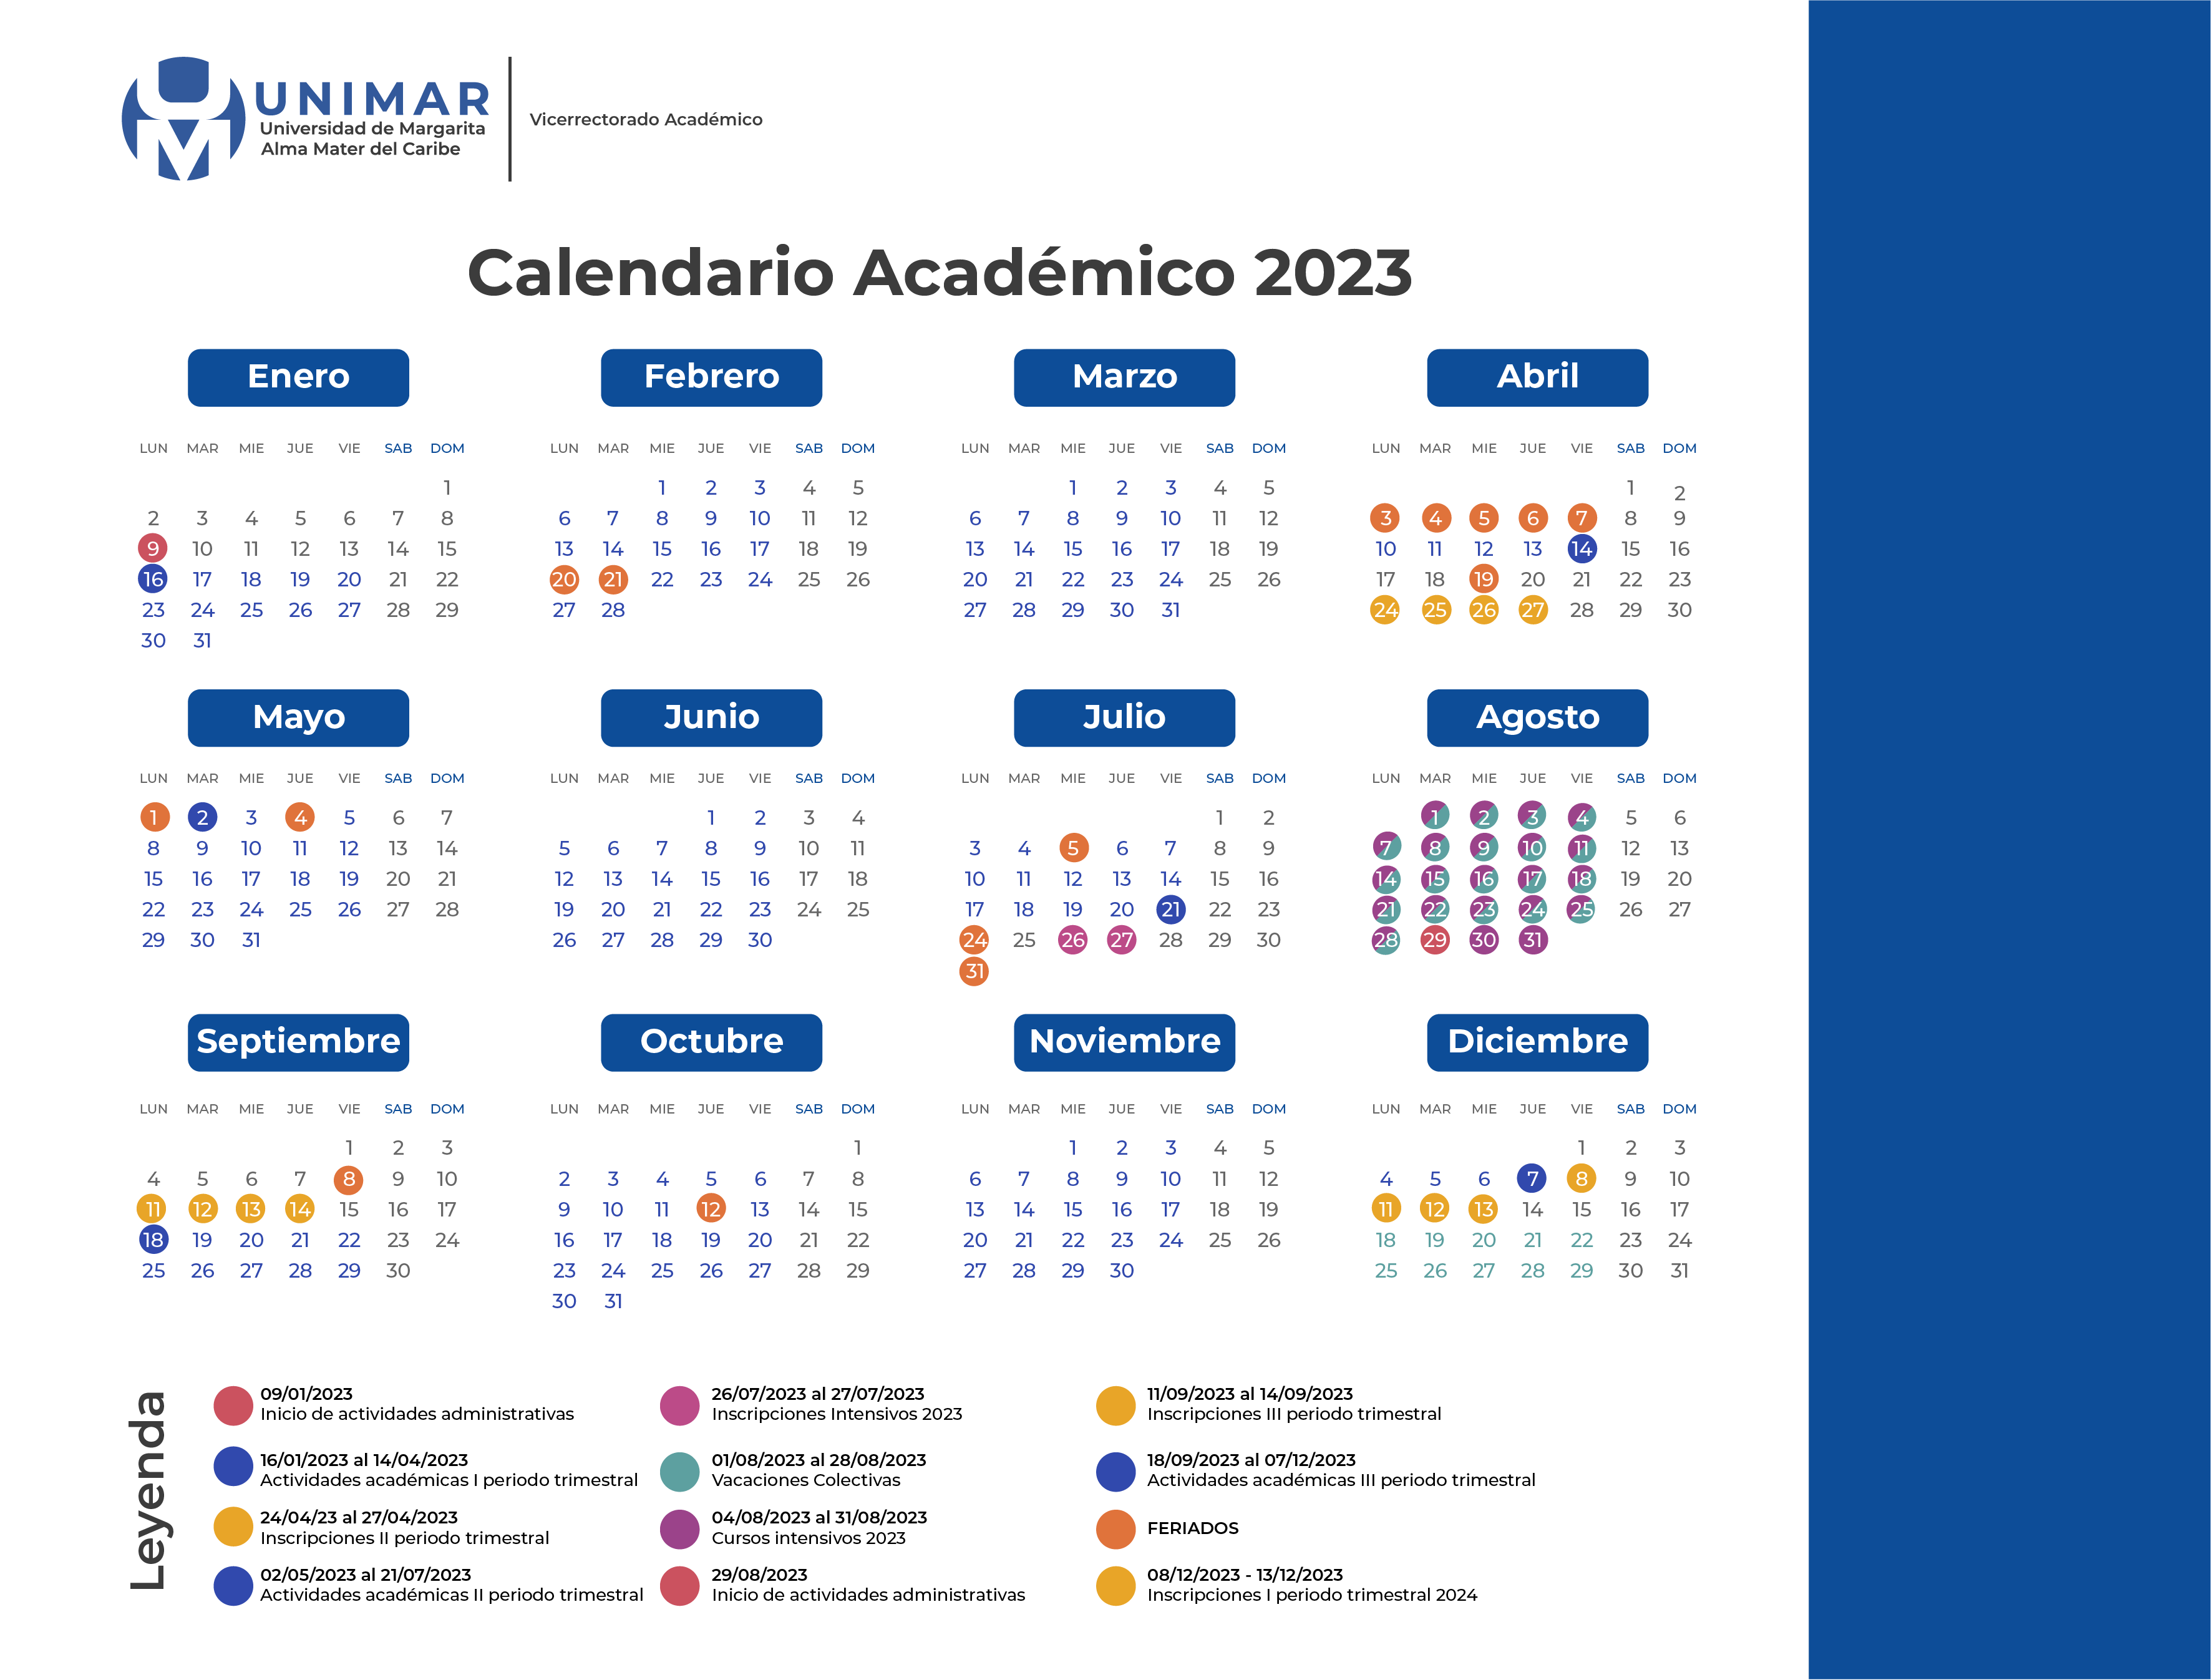 UNIMAR
Universidad de Margarita
Alma Mater del Caribe
Vicerrectorado Académico
Calendario Académico 2023
Enero
LUN MAR MIE JUE VIE SAB DOM
1
2 3 4 5 6 7 8
9 10 11 12 13 14 15
16 17 18 19 20 21 22
23 24 25 26 27 28 29
30 31
Febrero
LUN MAR MIE JUE VIE SAB DOM
1 2 3 4 5
6 7 8 9 10 11 12
13 14 15 16 17 18 19
20 21 22 23 24 25 26
27 28
Marzo
LUN MAR MIE JUE VIE SAB DOM
1 2 3 4 5
6 7 8 9 10 11 12
13 14 15 16 17 18 19
20 21 22 23 24 25 26
27 28 29 30 31
Abril
LUN MAR MIE JUE VIE SAB DOM
1 2
3 4 5 6 7 8 9
10 11 12 13 14 15 16
17 18 19 20 21 22 23
24 25 26 27 28 29 30
Mayo
LUN MAR MIE JUE VIE SAB DOM
1 2 3 4 5 6 7
8 9 10 11 12 13 14
15 16 17 18 19 20 21
22 23 24 25 26 27 28
29 30 31
Junio
LUN MAR MIE JUE VIE SAB DOM
1 2 3 4
5 6 7 8 9 10 11
12 13 14 15 16 17 18
19 20 21 22 23 24 25
26 27 28 29 30
Julio
LUN MAR MIE JUE VIE SAB DOM
1 2
3 4 5 6 7 8 9
10 11 12 13 14 15 16
17 18 19 20 21 22 23
24 25 26 27 28 29 30
31
Agosto
LUN MAR MIE JUE VIE SAB DOM
1 2 3 4 5 6
7 8 9 10 11 12 13
14 15 16 17 18 19 20
21 22 23 24 25 26 27
28 29 30 31
Septiembre
LUN MAR MIE JUE VIE SAB DOM
1 2 3
4 5 6 7 8 9 10
11 12 13 14 15 16 17
18 19 20 21 22 23 24
25 26 27 28 29 30
Octubre
LUN MAR MIE JUE VIE SAB DOM
1
2 3 4 5 6 7 8
9 10 11 12 13 14 15
16 17 18 19 20 21 22
23 24 25 26 27 28 29
30 31
Noviembre
LUN MAR MIE JUE VIE SAB DOM
1 2 3 4 5
6 7 8 9 10 11 12
13 14 15 16 17 18 19
20 21 22 23 24 25 26
27 28 29 30
Diciembre
LUN MAR MIE JUE VIE SAB DOM
1 2 3
4 5 6 7 8 9 10
11 12 13 14 15 16 17
18 19 20 21 22 23 24
25 26 27 28 29 30 31
Leyenda
09/01/2023
Inicio de actividades administrativas
16/01/2023 al 14/04/2023
Actividades académicas I periodo trimestral
24/04/23 al 27/04/2023
Inscripciones II periodo trimestral
02/05/2023 al 21/07/2023
Actividades académicas II periodo trimestral
26/07/2023 al 27/07/2023
Inscripciones Intensivos 2023
01/08/2023 al 28/08/2023
Vacaciones Colectivas
04/08/2023 al 31/08/2023
Cursos intensivos 2023
29/08/2023
Inicio de actividades administrativas
11/09/2023 al 14/09/2023
Inscripciones III periodo trimestral
18/09/2023 al 07/12/2023
Actividades académicas III periodo trimestral
FERIADOS
08/12/2023 - 13/12/2023
Inscripciones I periodo trimestral 2024